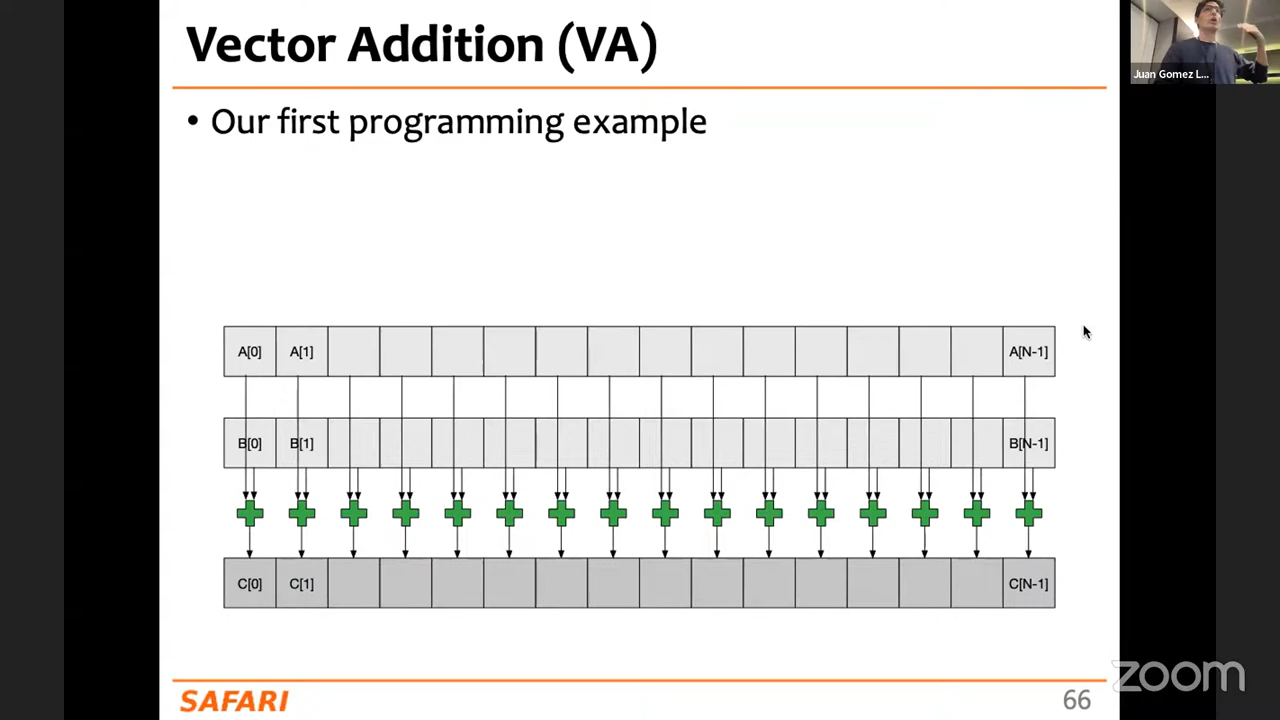 Vector Addition (VA)
Juan Gomez L...
• Our first programming example
A[0] A[1] A[N-1]
B[0] B[1] B[N-1]
C[0] C[1] C[N-1]
SAFARI
66
zoom